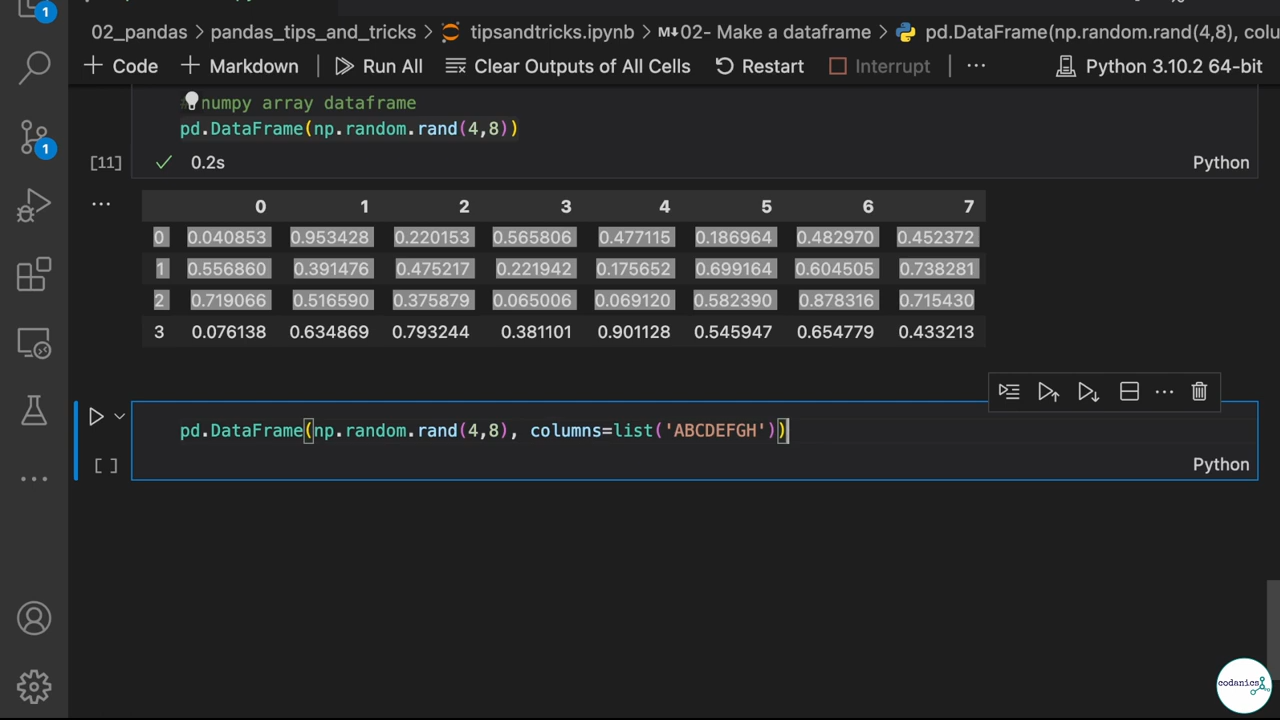 1
02_pandas > pandas_tips_and_tricks > tipsandtricks.ipynb > M↓02- Make a dataframe > pd.DataFrame(np.random.rand(4,8), colu
+ Code + Markdown | Run All Clear Outputs of All Cells Restart Interrupt | ... Python 3.10.2 64-bit
numpy array dataframe
pd.DataFrame(np.random.rand(4,8))
1
[11] ✓ 0.2s Python
... 0 1 2 3 4 5 6 7
0 0.040853 0.953428 0.220153 0.565806 0.477115 0.186964 0.482970 0.452372
1 0.556860 0.391476 0.475217 0.221942 0.175652 0.699164 0.604505 0.738281
2 0.719066 0.516590 0.375879 0.065006 0.069120 0.582390 0.878316 0.715430
3 0.076138 0.634869 0.793244 0.381101 0.901128 0.545947 0.654779 0.433213
pd.DataFrame(np.random.rand(4,8), columns=list('ABCDEFGH'))
[ ] Python
codanics